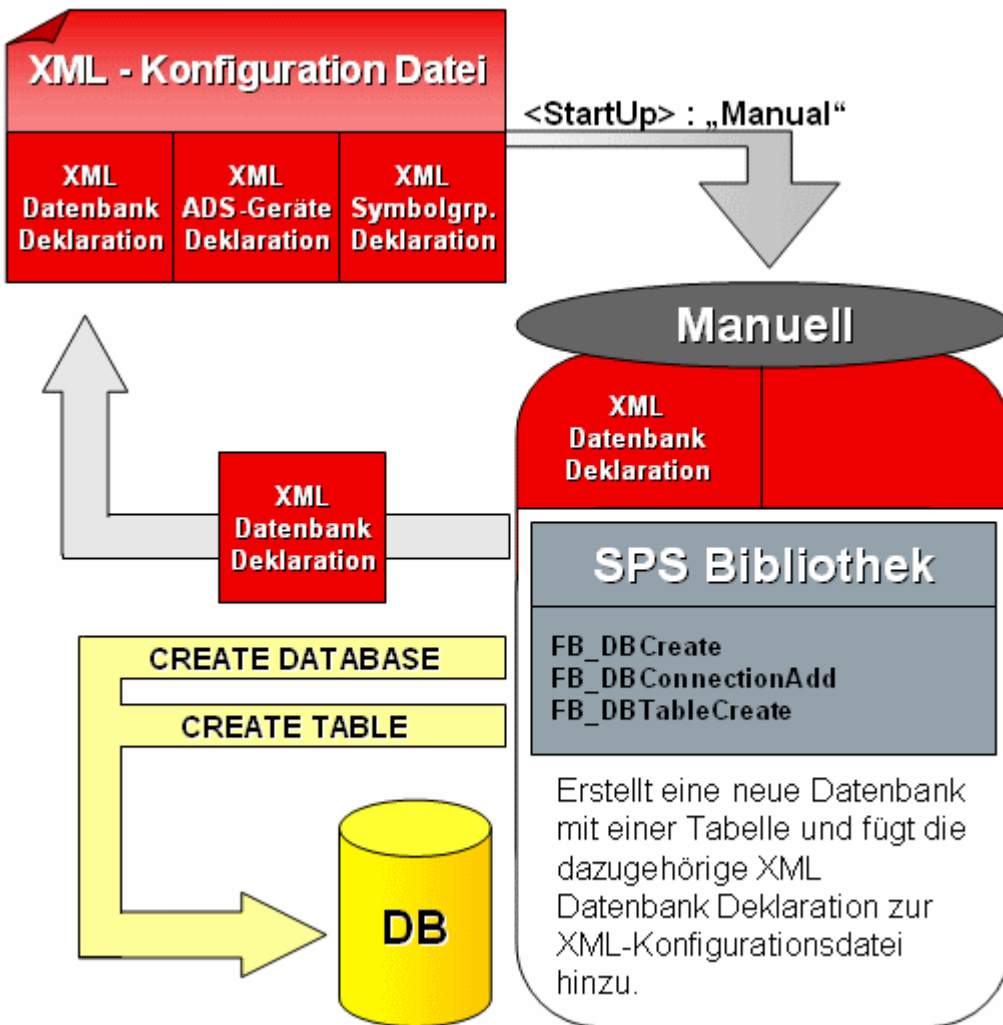 XML - Konfiguration Datei
<StartUp> : „Manual“
XML
Datenbank
Deklaration
XML
ADS-Geräte
Deklaration
XML
Symbolgrp.
Deklaration
Manuell
XML
Datenbank
Deklaration
XML
Datenbank
Deklaration
SPS Bibliothek
FB_DBCreate
FB_DBConnectionAdd
FB_DBTableCreate
CREATE DATABASE
CREATE TABLE
DB
Erstellt eine neue Datenbank
mit einer Tabelle und fügt die
dazugehörige XML
Datenbank Deklaration zur
XML-Konfigurationsdatei
hinzu.